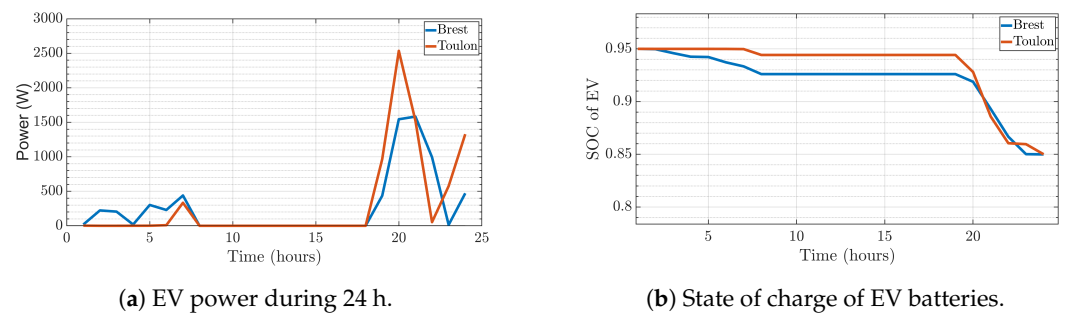 3000
2500
2000
1500
1000
500
0
Power (W)
Brest
Toulon
0 5 10 15 20 25
Time (hours)
(a) EV power during 24 h.
0.95
0.9
0.85
0.8
SOC of EV
Brest
Toulon
5 10 15 20
Time (hours)
(b) State of charge of EV batteries.